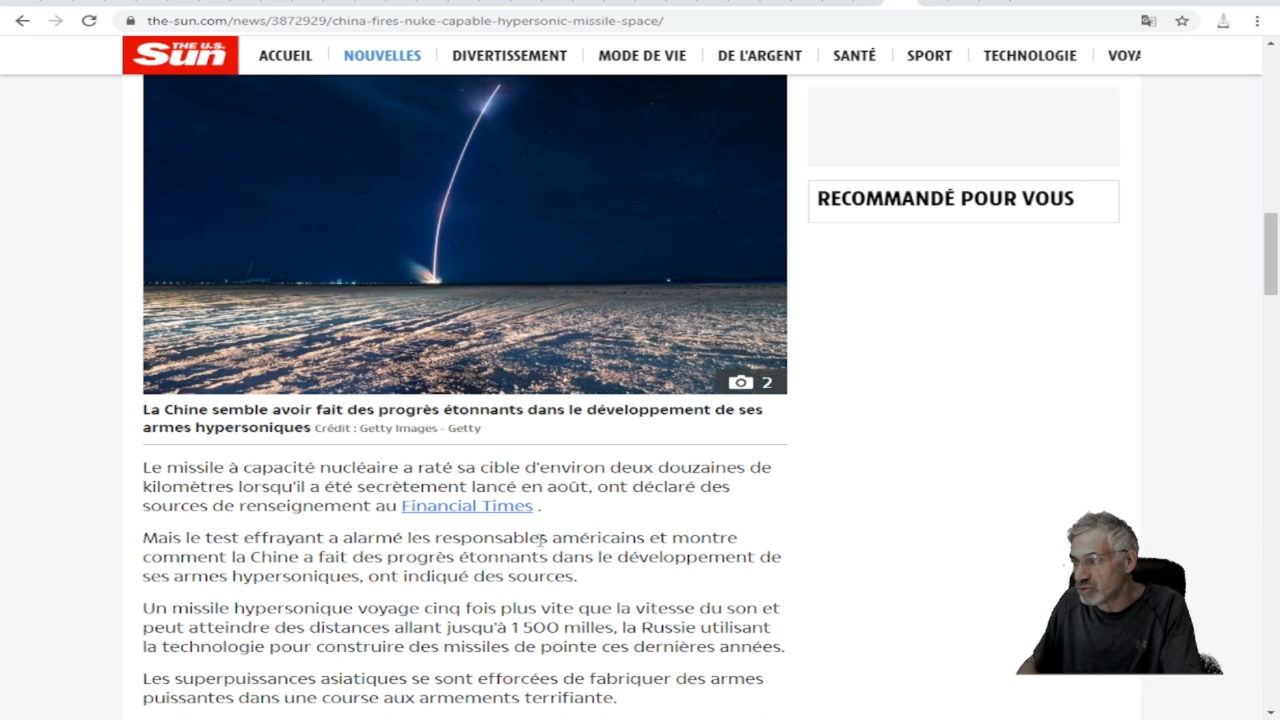 the-sun.com/news/3872929/china-fires-nuke-capable-hypersonic-missile-space/
THE U.S.
Sun
ACCUEIL NOUVELLES DIVERTISSEMENT MODE DE VIE DE L'ARGENT SANTÉ SPORT TECHNOLOGIE VOYA
2
La Chine semble avoir fait des progrès étonnants dans le développement de ses
armes hypersoniques Crédit : Getty Images - Getty
Le missile à capacité nucléaire a raté sa cible d'environ deux douzaines de
kilomètres lorsqu'il a été secrètement lancé en août, ont déclaré des
sources de renseignement au Financial Times .
Mais le test effrayant a alarmé les responsables américains et montre
comment la Chine a fait des progrès étonnants dans le développement de
ses armes hypersoniques, ont indiqué des sources.
Un missile hypersonique voyage cinq fois plus vite que la vitesse du son et
peut atteindre des distances allant jusqu'à 1 500 milles, la Russie utilisant
la technologie pour construire des missiles de pointe ces dernières années.
Les superpuissances asiatiques se sont efforcées de fabriquer des armes
puissantes dans une course aux armements terrifiante.
RECOMMANDÉ POUR VOUS